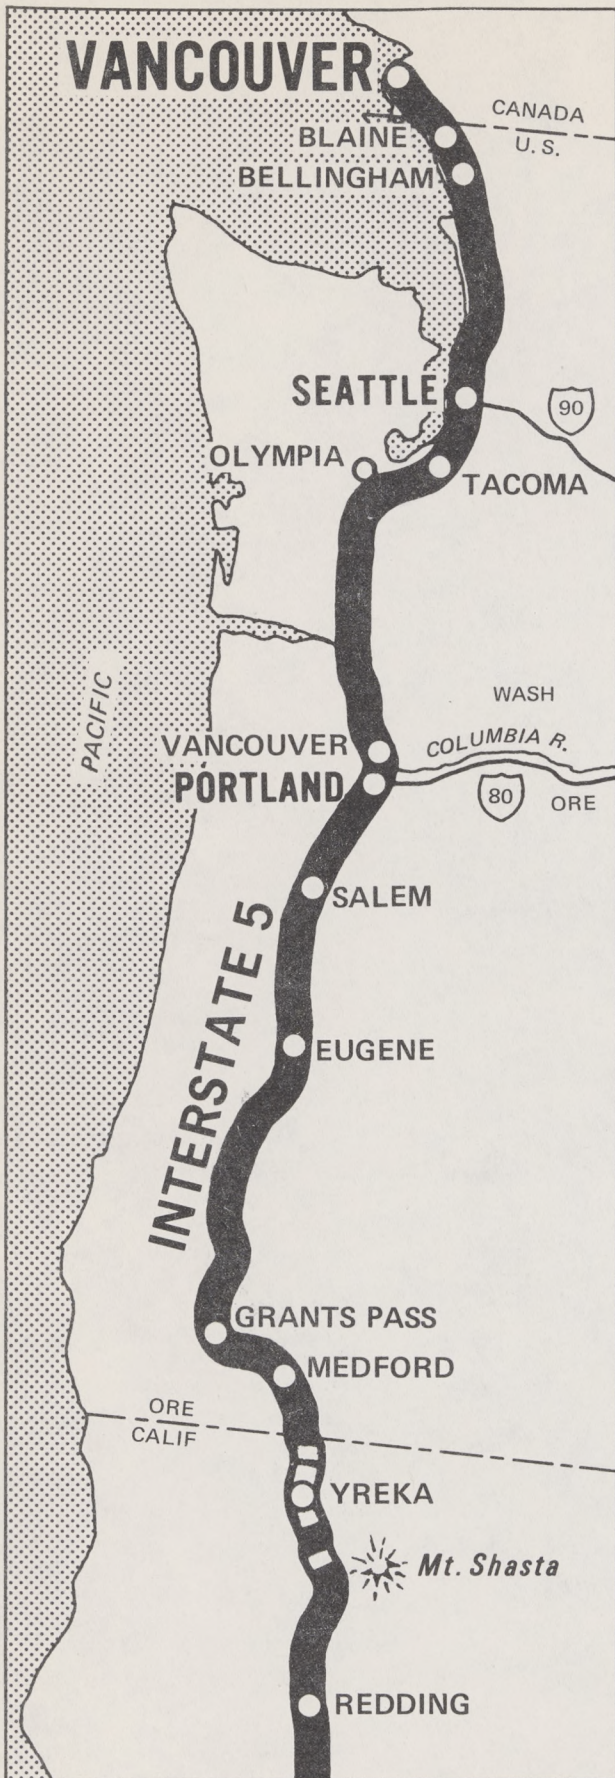 VANCOUVER
CANADA
BLAINE
U.S.
BELLINGHAM
SEATTLE
90
OLYMPIA
TACOMA
PACIFIC
WASH
VANCOUVER
COLUMBIA R.
PORTLAND
80
ORE
SALEM
INTERSTATE 5
EUGENE
GRANTS PASS
MEDFORD
ORE
CALIF
YREKA
Mt. Shasta
REDDING